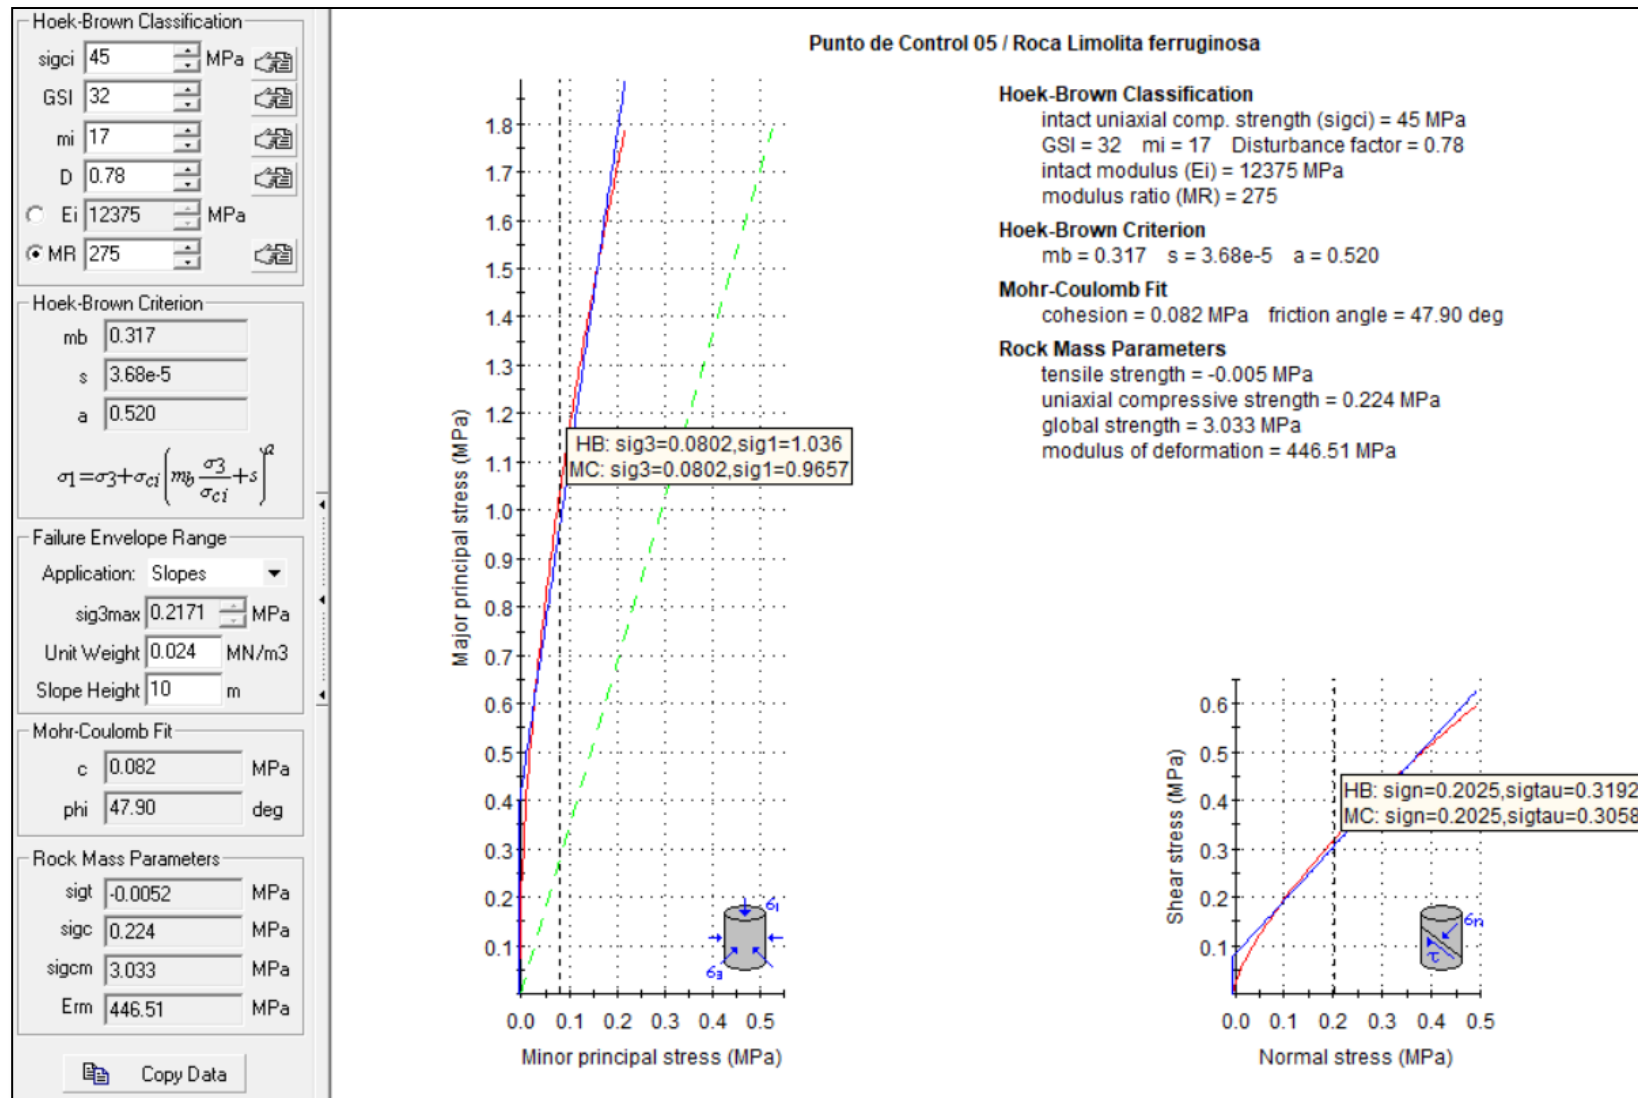 Hoek-Brown Classification
sigci 45 MPa
GSI 32
mi 17
D 0.78
Ei 12375 MPa
MR 275
Hoek-Brown Criterion
mb 0.317
s 3.68e-5
a 0.520
σ1=σ3+σci(mb σ3/σci+s)^a
Failure Envelope Range
Application: Slopes
sig3max 0.2171 MPa
Unit Weight 0.024 MN/m3
Slope Height 10 m
Mohr-Coulomb Fit
c 0.082 MPa
phi 47.90 deg
Rock Mass Parameters
sigt -0.0052 MPa
sigc 0.224 MPa
sigcm 3.033 MPa
Erm 446.51 MPa
Copy Data
Punto de Control 05 / Roca Limolita ferruginosa
Hoek-Brown Classification
intact uniaxial comp. strength (sigci) = 45 MPa
GSI = 32 mi = 17 Disturbance factor = 0.78
intact modulus (Ei) = 12375 MPa
modulus ratio (MR) = 275
Hoek-Brown Criterion
mb = 0.317 s = 3.68e-5 a = 0.520
Mohr-Coulomb Fit
cohesion = 0.082 MPa friction angle = 47.90 deg
Rock Mass Parameters
tensile strength = -0.005 MPa
uniaxial compressive strength = 0.224 MPa
global strength = 3.033 MPa
modulus of deformation = 446.51 MPa
Major principal stress (MPa)
1.8
1.7
1.6
1.5
1.4
1.3
1.2
1.1
1.0
0.9
0.8
0.7
0.6
0.5
0.4
0.3
0.2
0.1
HB: sig3=0.0802,sig1=1.036
MC: sig3=0.0802,sig1=0.9657
σ1
σ3
0.0 0.1 0.2 0.3 0.4 0.5
Minor principal stress (MPa)
Shear stress (MPa)
0.6
0.5
0.4
0.3
0.2
0.1
HB: sign=0.2025,sigtau=0.3192
MC: sign=0.2025,sigtau=0.3058
σn
τ
0.0 0.1 0.2 0.3 0.4 0.5
Normal stress (MPa)